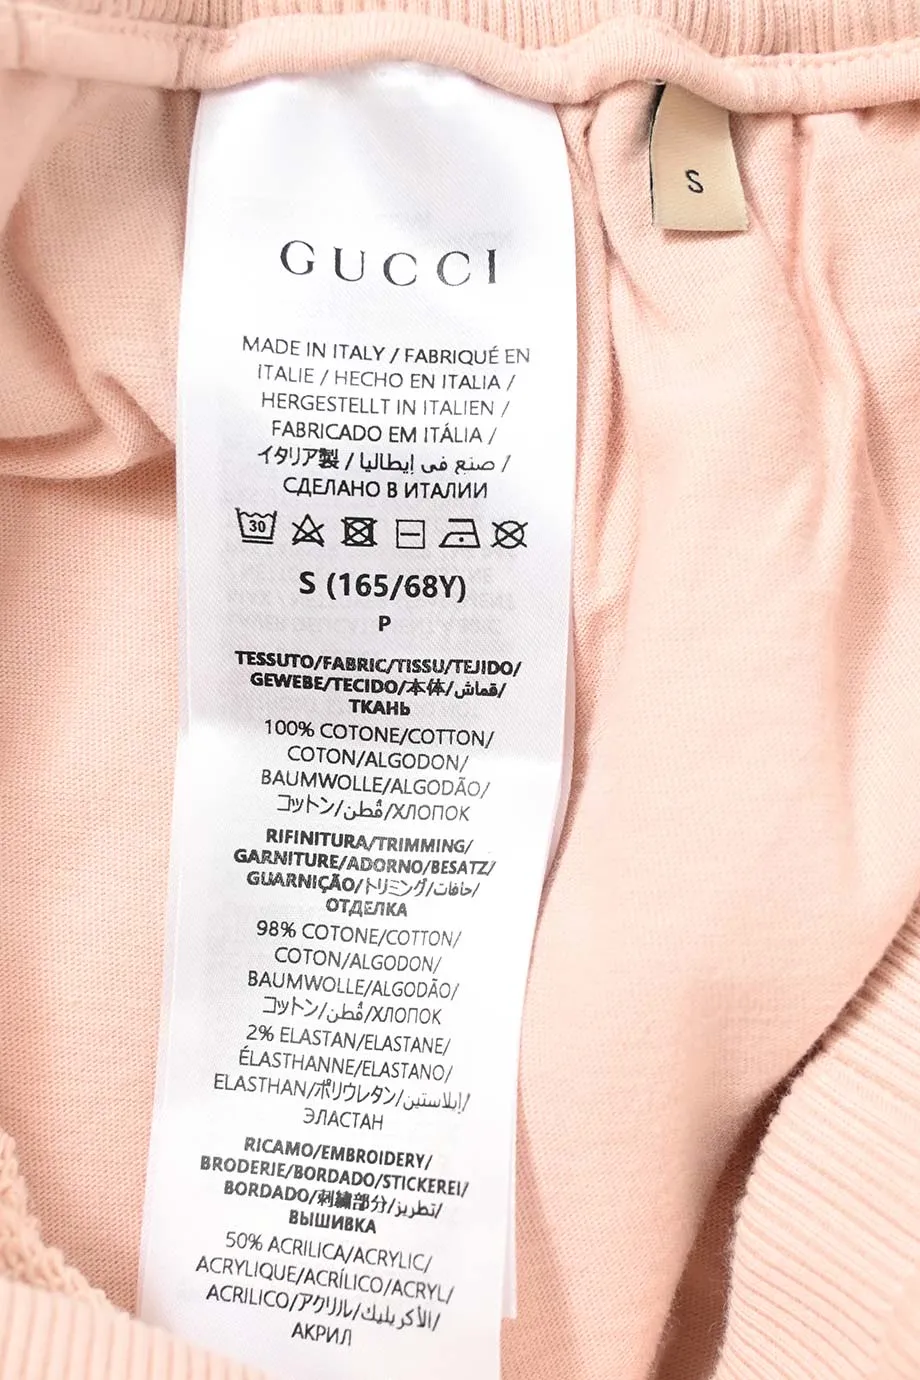 GUCCI
S
MADE IN ITALY / FABRIQUÉ EN
ITALIE / HECHO EN ITALIA /
HERGESTELLT IN ITALIEN /
FABRICADO EM ITÁLIA /
イタリア製 / صنع في إيطاليا /
СДЕЛАНО В ИТАЛИИ
30
S (165/68Y)
P
TESSUTO/FABRIC/TISSU/TEJIDO/
GEWEBE/TECIDO/本体/قماش/
ТКАНЬ
100% COTONE/COTTON/
COTON/ALGODON/
BAUMWOLLE/ALGODÃO/
コットン/قُطن/ХЛОПОК
RIFINITURA/TRIMMING/
GARNITURE/ADORNO/BESATZ/
GUARNIÇÃO/トリミング/حافات/
ОТДЕЛКА
98% COTONE/COTTON/
COTON/ALGODON/
BAUMWOLLE/ALGODÃO/
コットン/قُطن/ХЛОПОК
2% ELASTAN/ELASTANE/
ÉLASTHANNE/ELASTANO/
ELASTHAN/ポリウレタン/إيلاستين/
ЭЛАСТАН
RICAMO/EMBROIDERY/
BRODERIE/BORDADO/STICKEREI/
BORDADO/刺繍部分/تطريز/
ВЫШИВКА
50% ACRILICA/ACRYLIC/
ACRYLIQUE/ACRÍLICO/ACRYL/
ACRILICO/アクリル/الأكريليك/
АКРИЛ